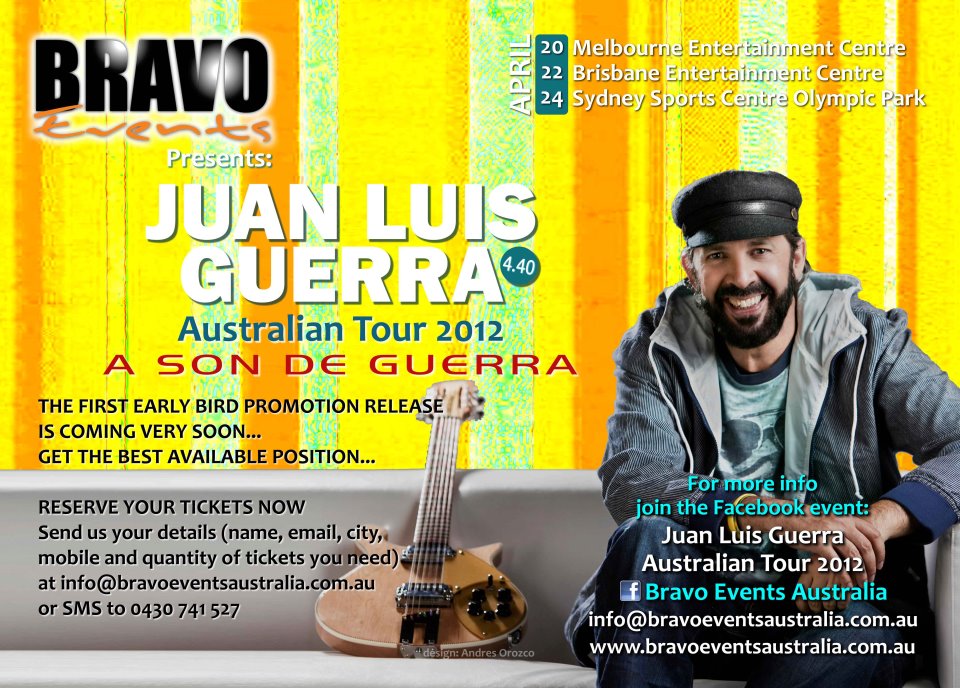 BRAVO
Events
Presents:
APRIL
20 Melbourne Entertainment Centre
22 Brisbane Entertainment Centre
24 Sydney Sports Centre Olympic Park
JUAN LUIS
GUERRA 4.40
Australian Tour 2012
A SON DE GUERRA
THE FIRST EARLY BIRD PROMOTION RELEASE
IS COMING VERY SOON...
GET THE BEST AVAILABLE POSITION...
RESERVE YOUR TICKETS NOW
Send us your details (name, email, city,
mobile and quantity of tickets you need)
at info@bravoeventsaustralia.com.au
or SMS to 0430 741 527
design: Andres Orozco
For more info
join the Facebook event:
Juan Luis Guerra
Australian Tour 2012
f Bravo Events Australia
info@bravoeventsaustralia.com.au
www.bravoeventsaustralia.com.au